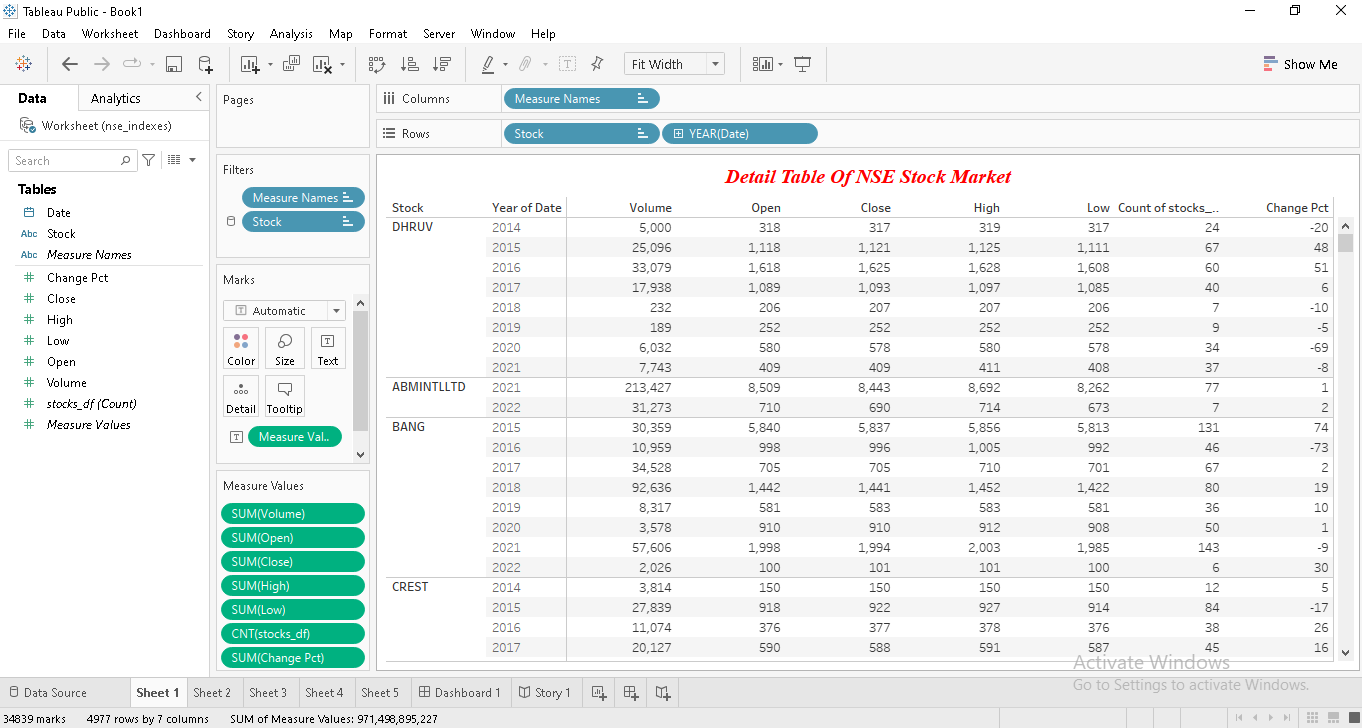 Tableau Public - Book1
File Data Worksheet Dashboard Story Analysis Map Format Server Window Help
Fit Width Show Me
Data Analytics
Worksheet (nse_indexes)
Search
Tables
Date
Abc Stock
Abc Measure Names
Change Pct
Close
High
Low
Open
Volume
stocks_df (Count)
Measure Values
Pages
Filters
Measure Names
Stock
Marks
Automatic
Color Size Text
Detail Tooltip
Measure Val..
Measure Values
SUM(Volume)
SUM(Open)
SUM(Close)
SUM(High)
SUM(Low)
CNT(stocks_df)
SUM(Change Pct)
Columns Measure Names
Rows Stock YEAR(Date)
Detail Table Of NSE Stock Market
Stock Year of Date Volume Open Close High Low Count of stocks_.. Change Pct
DHRUV 2014 5,000 318 317 319 317 24 -20
2015 25,096 1,118 1,121 1,125 1,111 67 48
2016 33,079 1,618 1,625 1,628 1,608 60 51
2017 17,938 1,089 1,093 1,097 1,085 40 6
2018 232 206 207 207 206 7 -10
2019 189 252 252 252 252 9 -5
2020 6,032 580 578 580 578 34 -69
2021 7,743 409 409 411 408 37 -8
ABMINTLLTD 2021 213,427 8,509 8,443 8,692 8,262 77 1
2022 31,273 710 690 714 673 7 2
BANG 2015 30,359 5,840 5,837 5,856 5,813 131 74
2016 10,959 998 996 1,005 992 46 -73
2017 34,528 705 705 710 701 67 2
2018 92,636 1,442 1,441 1,452 1,422 80 19
2019 8,317 581 583 583 581 36 10
2020 3,578 910 910 912 908 50 1
2021 57,606 1,998 1,994 2,003 1,985 143 -9
2022 2,026 100 101 101 100 6 30
CREST 2014 3,814 150 150 150 150 12 5
2015 27,839 918 922 927 914 84 -17
2016 11,074 376 377 378 376 38 26
2017 20,127 590 588 591 587 45 16
Activate Windows
Go to Settings to activate Windows.
Data Source Sheet 1 Sheet 2 Sheet 3 Sheet 4 Sheet 5 Dashboard 1 Story 1
34839 marks 4977 rows by 7 columns SUM of Measure Values: 971,498,895,227